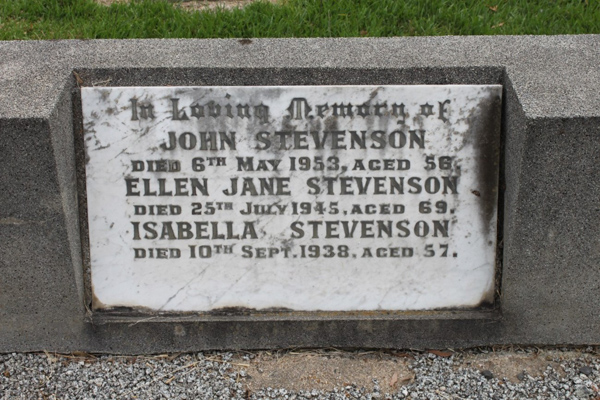 In Loving Memory of
JOHN STEVENSON
DIED 6TH MAY 1953, AGED 56.
ELLEN JANE STEVENSON
DIED 25TH JULY 1945, AGED 69.
ISABELLA STEVENSON
DIED 10TH SEPT. 1938, AGED 57.